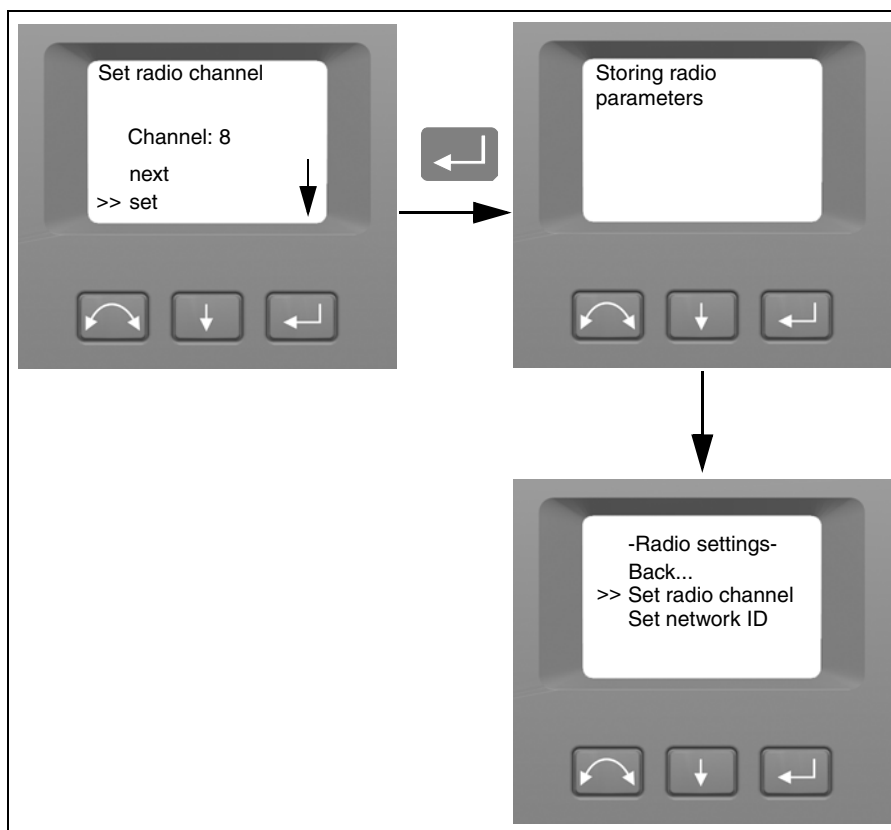 Set radio channel
Channel: 8
next
>> set
Storing radio
parameters
-Radio settings-
Back...
>> Set radio channel
Set network ID